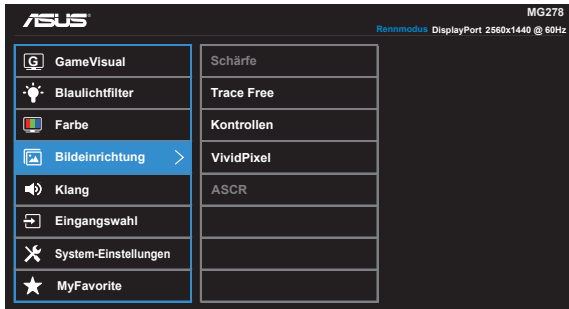 ASUS
MG278
Rennmodus DisplayPort 2560x1440 @ 60Hz
G GameVisual
Blaulichtfilter
Farbe
Bildeinrichtung
Klang
Eingangswahl
System-Einstellungen
MyFavorite
Schärfe
Trace Free
Kontrollen
VividPixel
ASCR